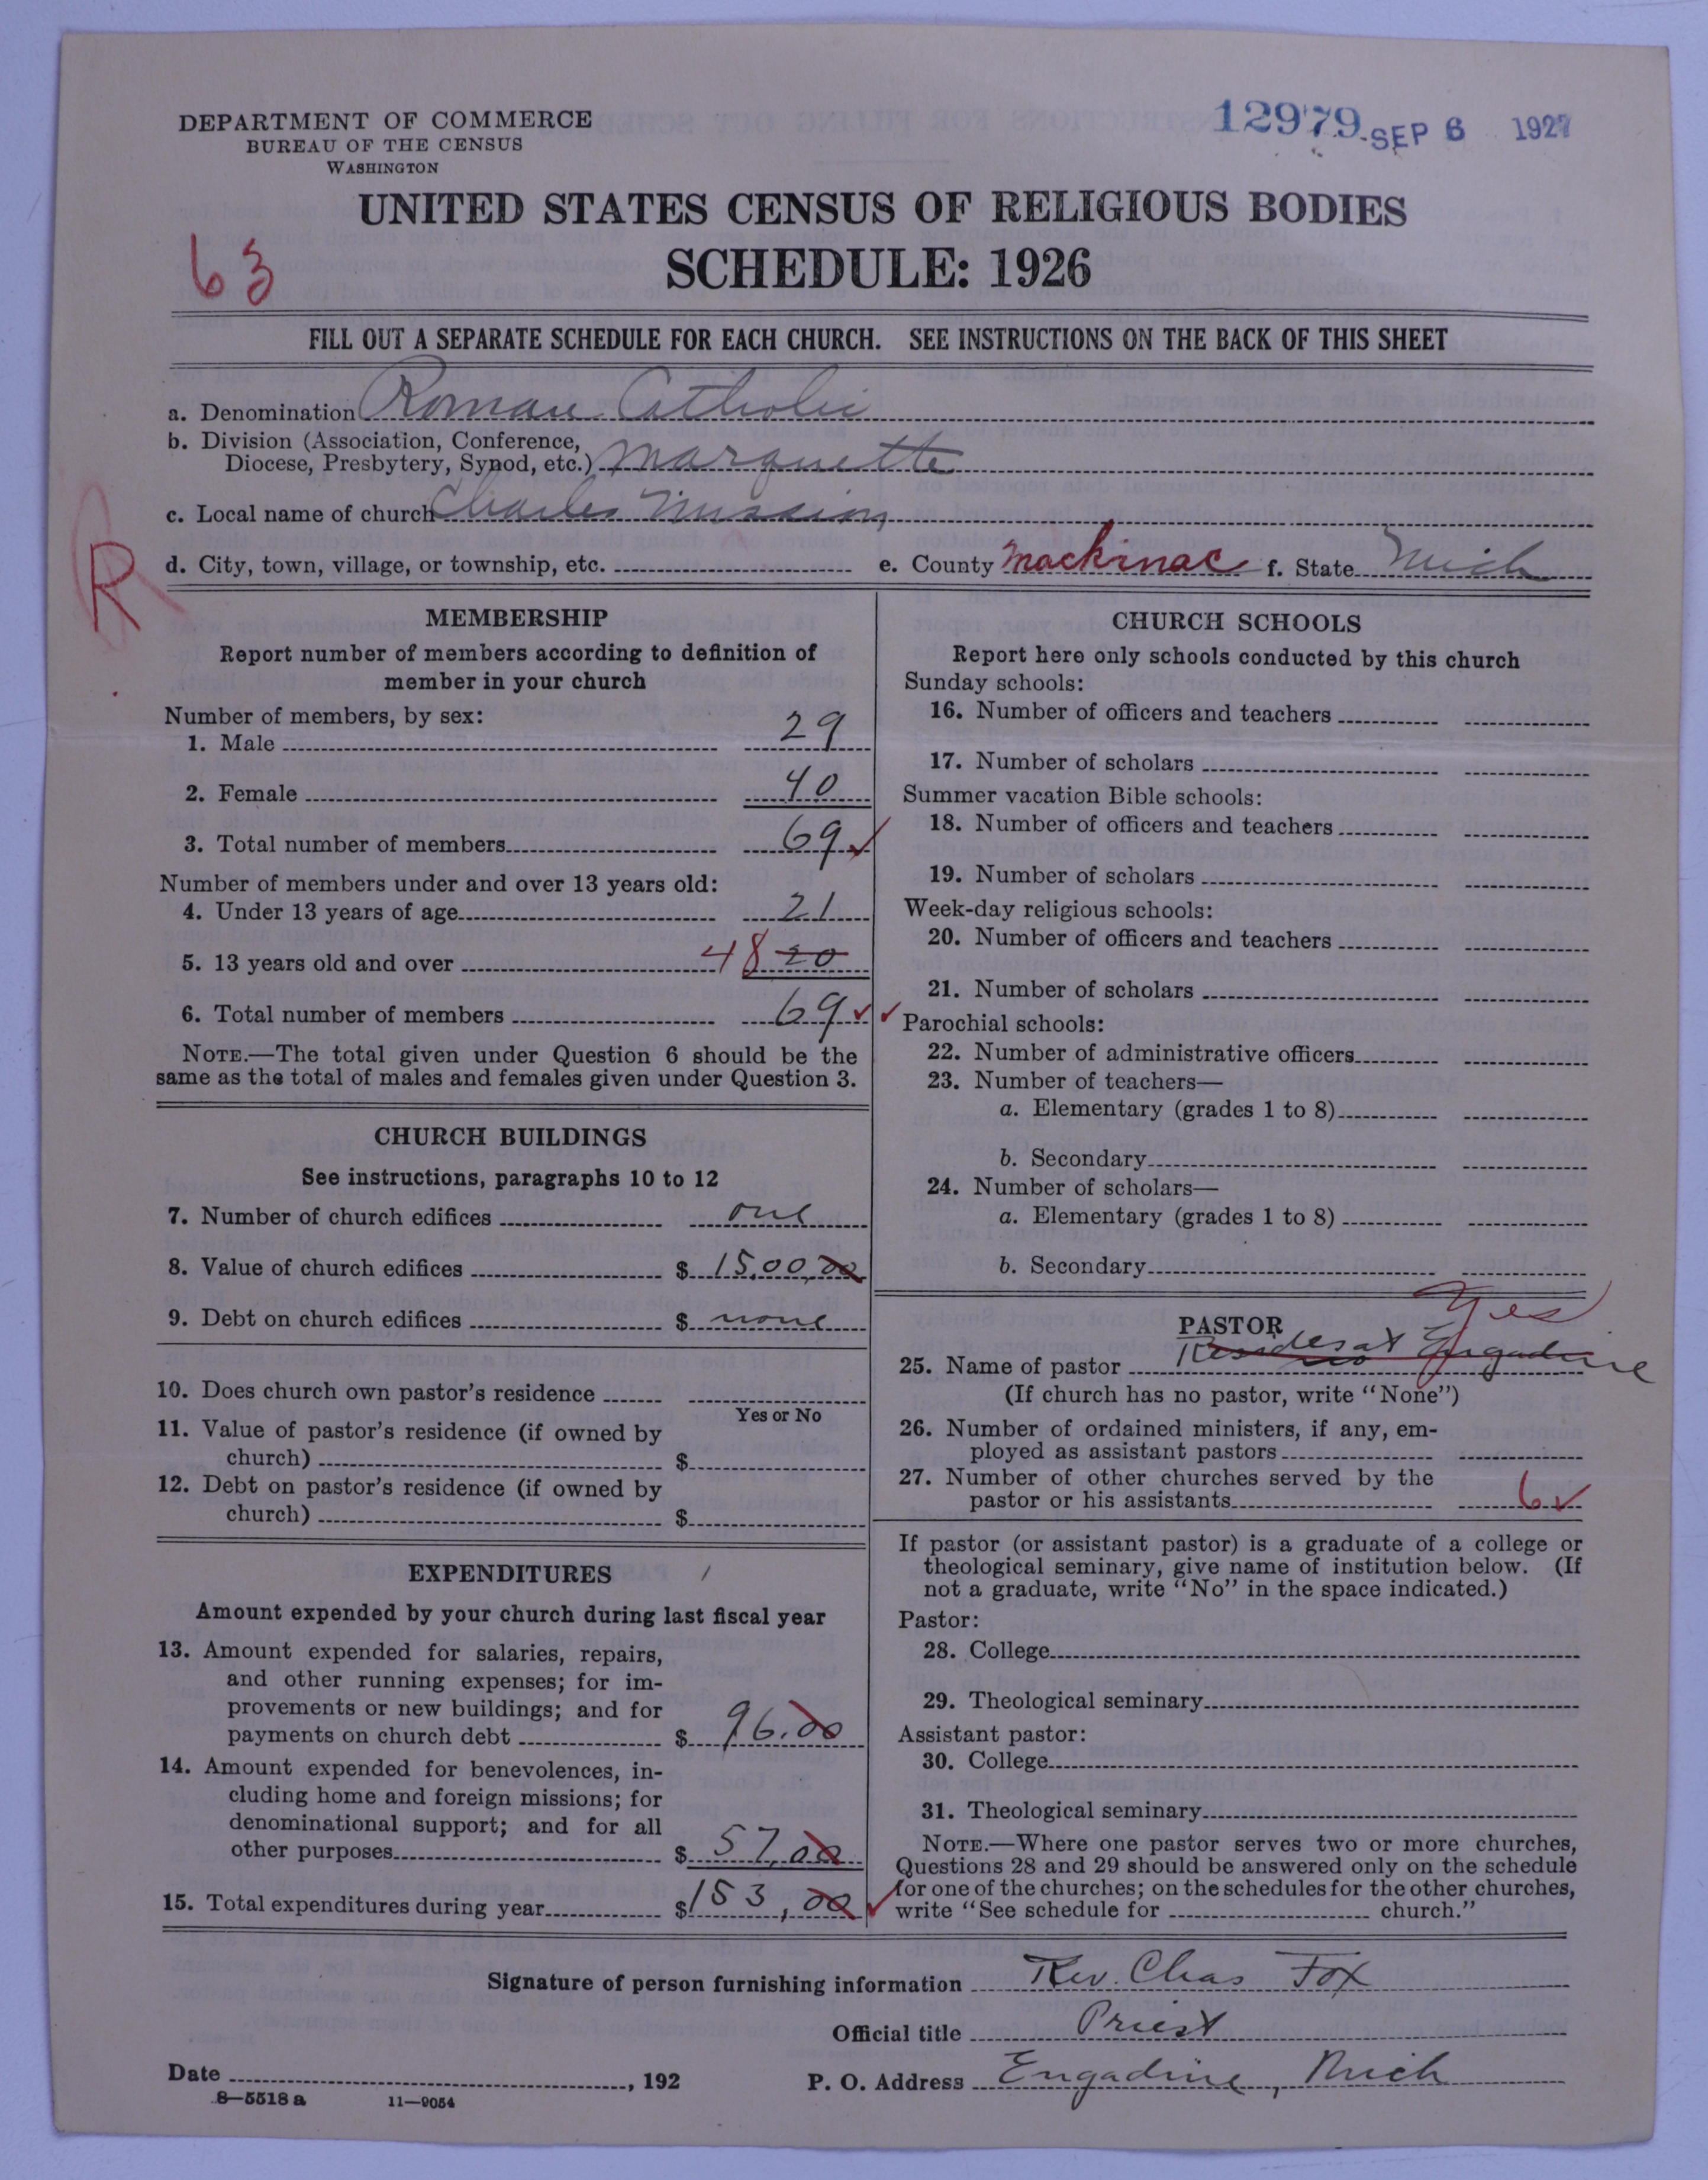 DEPARTMENT OF COMMERCE
BUREAU OF THE CENSUS
WASHINGTON
12979 SEP 6 1927
UNITED STATES CENSUS OF RELIGIOUS BODIES
SCHEDULE: 1926
63
FILL OUT A SEPARATE SCHEDULE FOR EACH CHURCH. SEE INSTRUCTIONS ON THE BACK OF THIS SHEET
a. Denomination Roman Catholic
b. Division (Association, Conference,
Diocese, Presbytery, Synod, etc.) Marquette
c. Local name of church Charles Mission
R
d. City, town, village, or township, etc. e. County Mackinac f. State Mich
MEMBERSHIP
Report number of members according to definition of
member in your church
Number of members, by sex:
1. Male 29
2. Female 40
3. Total number of members 69 ✓
Number of members under and over 13 years old:
4. Under 13 years of age 21
5. 13 years old and over 48 20
6. Total number of members 69 ✓ ✓
NOTE.—The total given under Question 6 should be the
same as the total of males and females given under Question 3.
CHURCH BUILDINGS
See instructions, paragraphs 10 to 12
7. Number of church edifices one
8. Value of church edifices $ 15,00,00
9. Debt on church edifices $ none
10. Does church own pastor's residence
Yes or No
11. Value of pastor's residence (if owned by
church) $
12. Debt on pastor's residence (if owned by
church) $
EXPENDITURES /
Amount expended by your church during last fiscal year
13. Amount expended for salaries, repairs,
and other running expenses; for im-
provements or new buildings; and for
payments on church debt $ 96.00
14. Amount expended for benevolences, in-
cluding home and foreign missions; for
denominational support; and for all
other purposes $ 57,00
15. Total expenditures during year $ 153,00 ✓
CHURCH SCHOOLS
Report here only schools conducted by this church
Sunday schools:
16. Number of officers and teachers
17. Number of scholars
Summer vacation Bible schools:
18. Number of officers and teachers
19. Number of scholars
Week-day religious schools:
20. Number of officers and teachers
21. Number of scholars
Parochial schools:
22. Number of administrative officers
23. Number of teachers—
a. Elementary (grades 1 to 8)
b. Secondary
24. Number of scholars—
a. Elementary (grades 1 to 8)
b. Secondary
Yes
PASTOR
25. Name of pastor Resides at Engadine
(If church has no pastor, write "None")
26. Number of ordained ministers, if any, em-
ployed as assistant pastors
27. Number of other churches served by the
pastor or his assistants 6 ✓
If pastor (or assistant pastor) is a graduate of a college or
theological seminary, give name of institution below. (If
not a graduate, write "No" in the space indicated.)
Pastor:
28. College
29. Theological seminary
Assistant pastor:
30. College
31. Theological seminary
NOTE.—Where one pastor serves two or more churches,
Questions 28 and 29 should be answered only on the schedule
for one of the churches; on the schedules for the other churches,
write "See schedule for church."
Signature of person furnishing information Rev. Chas Fox
Official title Priest
Date , 192 P. O. Address Engadine, Mich
8—5518 a 11—9054